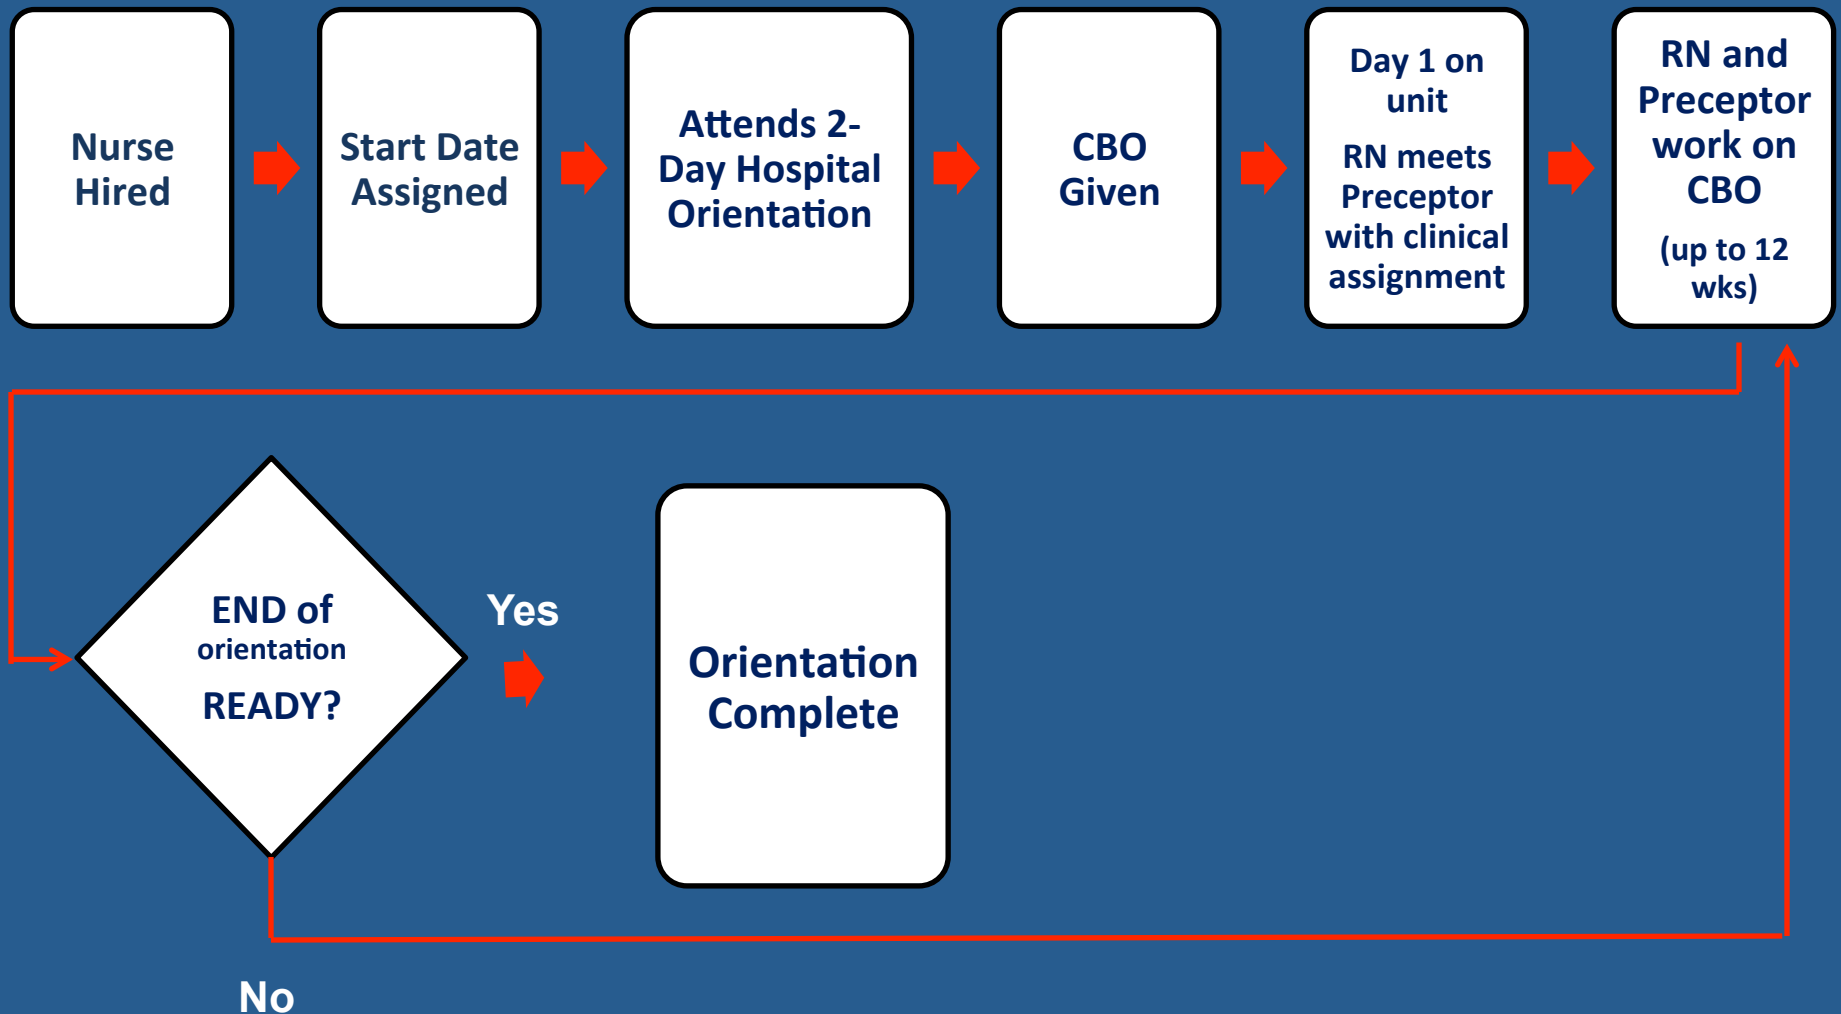 Nurse
Hired
Start Date
Assigned
Attends 2-
Day Hospital
Orientation
CBO
Given
Day 1 on
unit
RN meets
Preceptor
with clinical
assignment
RN and
Preceptor
work on
CBO
(up to 12
wks)
END of
orientation
READY?
Yes
Orientation
Complete
No